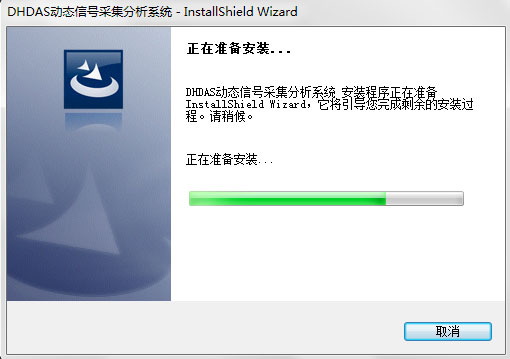 DHDAS动态信号采集分析系统 - InstallShield Wizard
正在准备安装...
DHDAS动态信号采集分析系统 安装程序正在准备
InstallShield Wizard，它将引导您完成剩余的安装过
程。请稍候。
正在准备安装...
取消